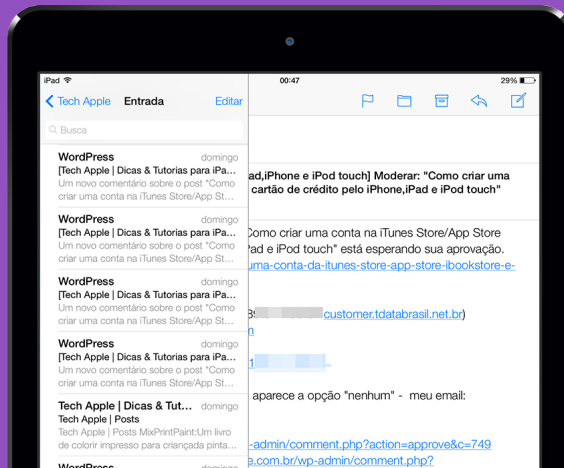 iPad 00:47 29%
Tech Apple Entrada Editar
Busca
WordPress domingo
[Tech Apple | Dicas & Tutorias para iPa...
Um novo comentário sobre o post "Como
criar uma conta na iTunes Store/App St...
WordPress domingo
[Tech Apple | Dicas & Tutorias para iPa...
Um novo comentário sobre o post "Como
criar uma conta na iTunes Store/App St...
WordPress domingo
[Tech Apple | Dicas & Tutorias para iPa...
Um novo comentário sobre o post "Como
criar uma conta na iTunes Store/App St...
WordPress domingo
[Tech Apple | Dicas & Tutorias para iPa...
Um novo comentário sobre o post "Como
criar uma conta na iTunes Store/App St...
Tech Apple | Dicas & Tut... domingo
Tech Apple | Posts
Tech Apple | Posts MixPrintPaint:Um livro
de colorir impresso para criançada pinta...
WordPress domingo
ad,iPhone e iPod touch] Moderar: "Como criar uma
cartão de crédito pelo iPhone,iPad e iPod touch"
Como criar uma conta na iTunes Store/App Store
Pad e iPod touch" está esperando sua aprovação.
uma-conta-da-itunes-store-app-store-ibookstore-e-
customer.tdatabrasil.net.br)
aparece a opção "nenhum" - meu email:
-admin/comment.php?action=approve&c=749
e.com.br/wp-admin/comment.php?